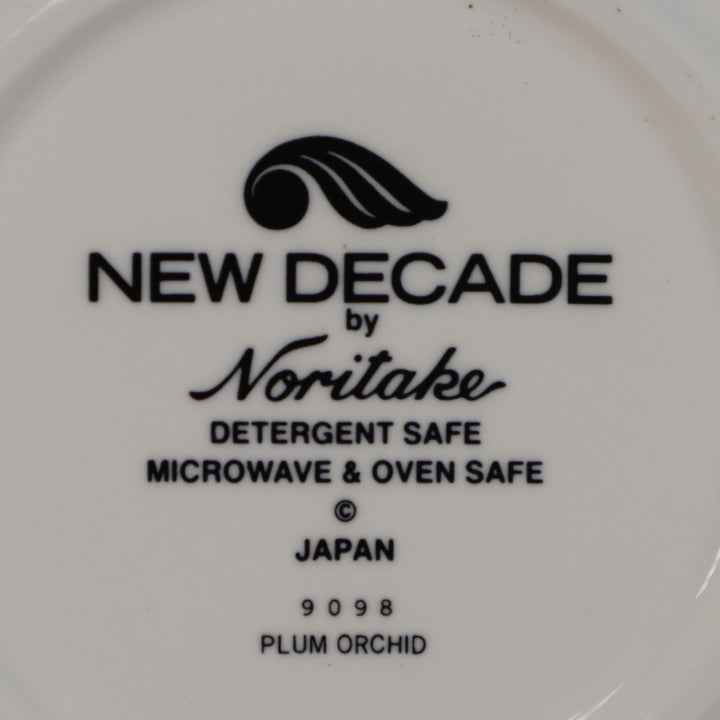 NEW DECADE
by
Noritake
DETERGENT SAFE
MICROWAVE & OVEN SAFE
©
JAPAN
9098
PLUM ORCHID